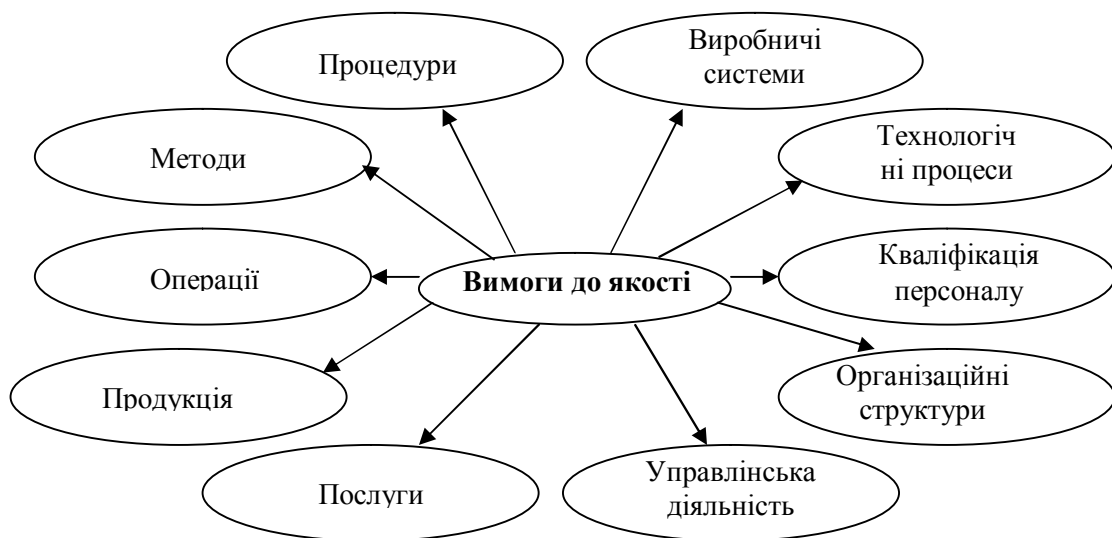 Процедури
Виробничі
системи
Методи
Технологіч
ні процеси
Операції
Вимоги до якості
Кваліфікація
персоналу
Продукція
Організаційні
структури
Послуги
Управлінська
діяльність